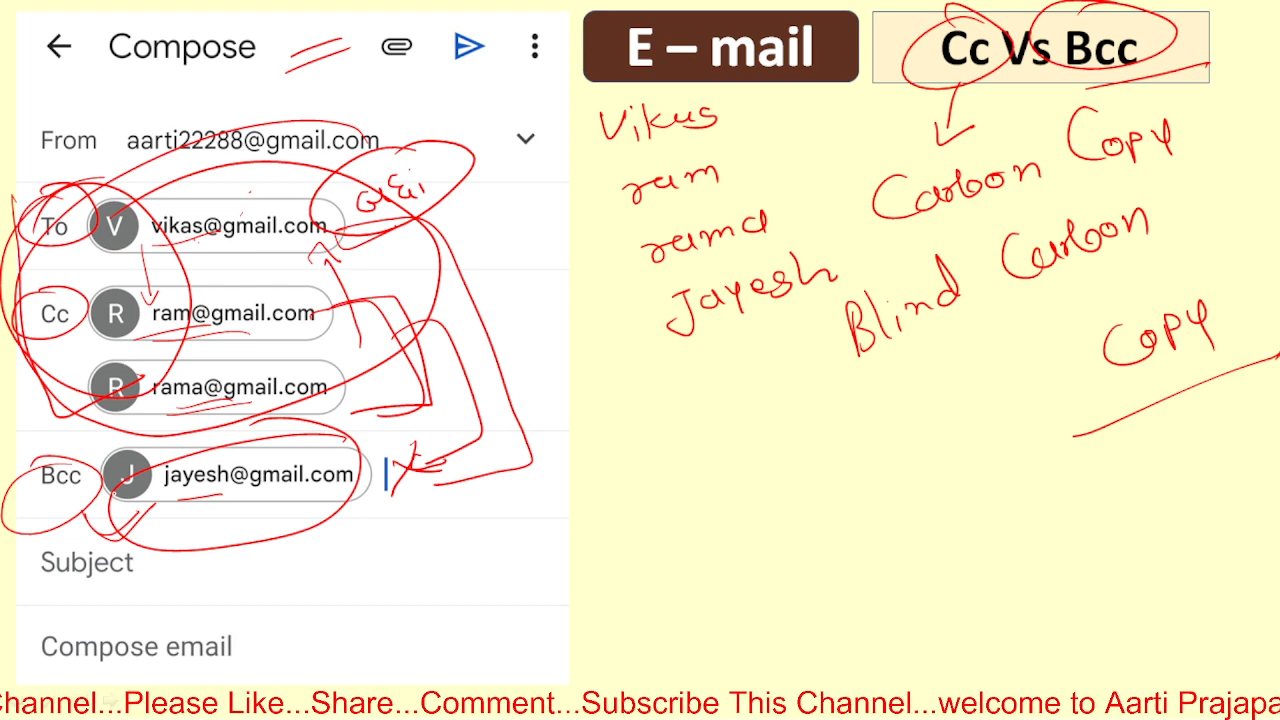 Compose
From aarti22288@gmail.com
To V vikas@gmail.com
Cc R ram@gmail.com
R rama@gmail.com
Bcc J jayesh@gmail.com
Subject
Compose email
E – mail
Cc Vs Bcc
Vikus
ram
rama
Jayesh
Carbon Copy
Blind Carbon
Copy
Channel...Please Like...Share...Comment...Subscribe This Channel...welcome to Aarti Prajapa